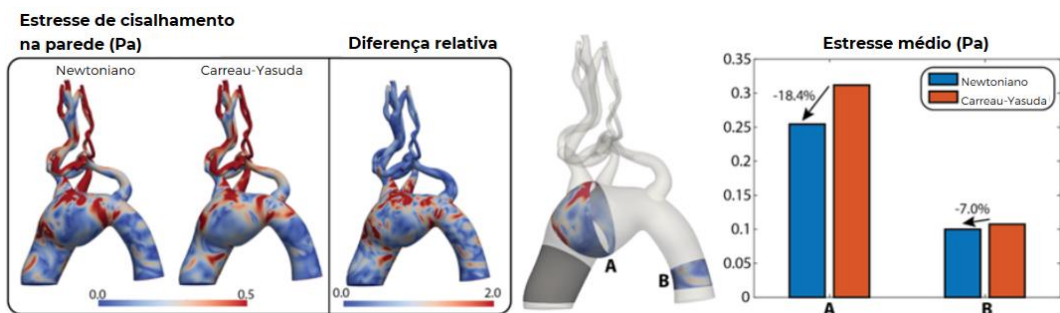 Estresse de cisalhamento
na parede (Pa)
Diferença relativa
Newtoniano
Carreau-Yasuda
0.0
0.5
0.0
2.0
A
B
Estresse médio (Pa)
0.35
0.3
0.25
0.2
0.15
0.1
0.05
0
-18.4%
-7.0%
Newtoniano
Carreau-Yasuda
A
B